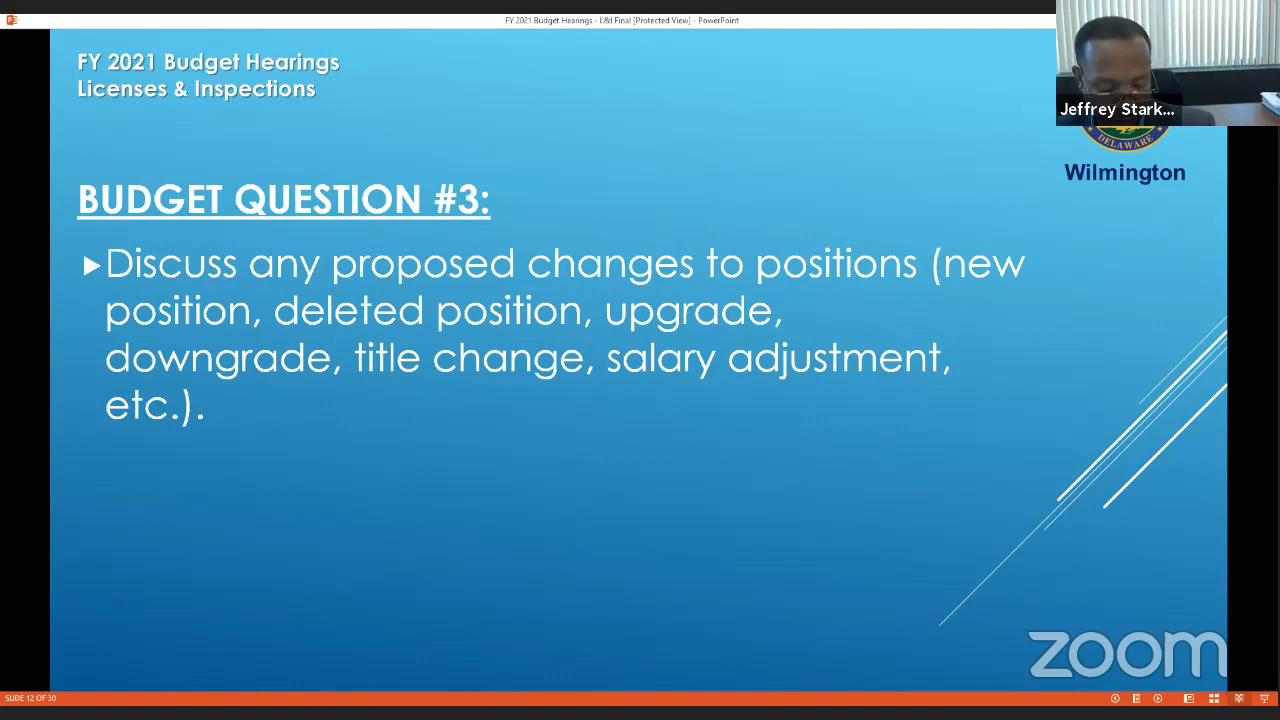 FY 2021 Budget Hearings - L&I Final [Protected View] - PowerPoint
FY 2021 Budget Hearings
Licenses & Inspections
Jeffrey Stark...
DELAWARE
Wilmington
BUDGET QUESTION #3:
Discuss any proposed changes to positions (new
position, deleted position, upgrade,
downgrade, title change, salary adjustment,
etc.).
zoom
SLIDE 12 OF 30